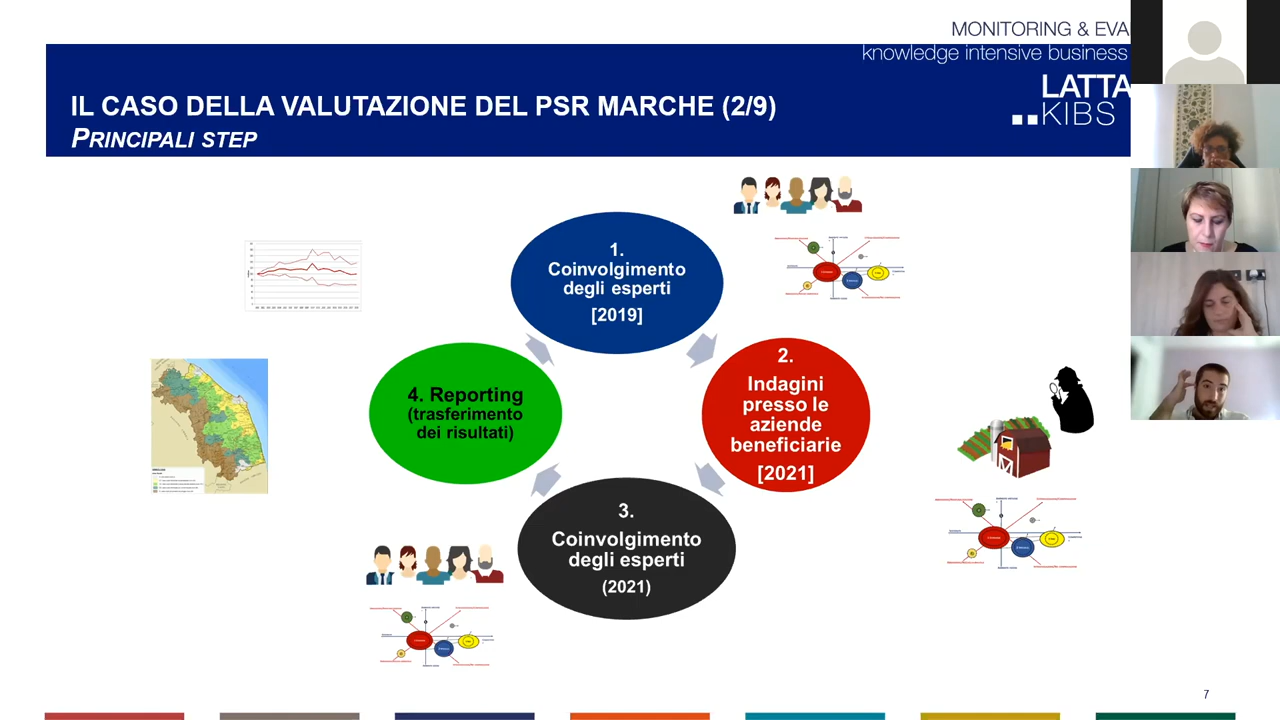 MONITORING & EVA
knowledge intensive business
LATTA
KIBS
IL CASO DELLA VALUTAZIONE DEL PSR MARCHE (2/9)
PRINCIPALI STEP
1.
Coinvolgimento
degli esperti
[2019]
2.
Indagini
presso le
aziende
beneficiarie
[2021]
3.
Coinvolgimento
degli esperti
(2021)
4. Reporting
(trasferimento
dei risultati)
7